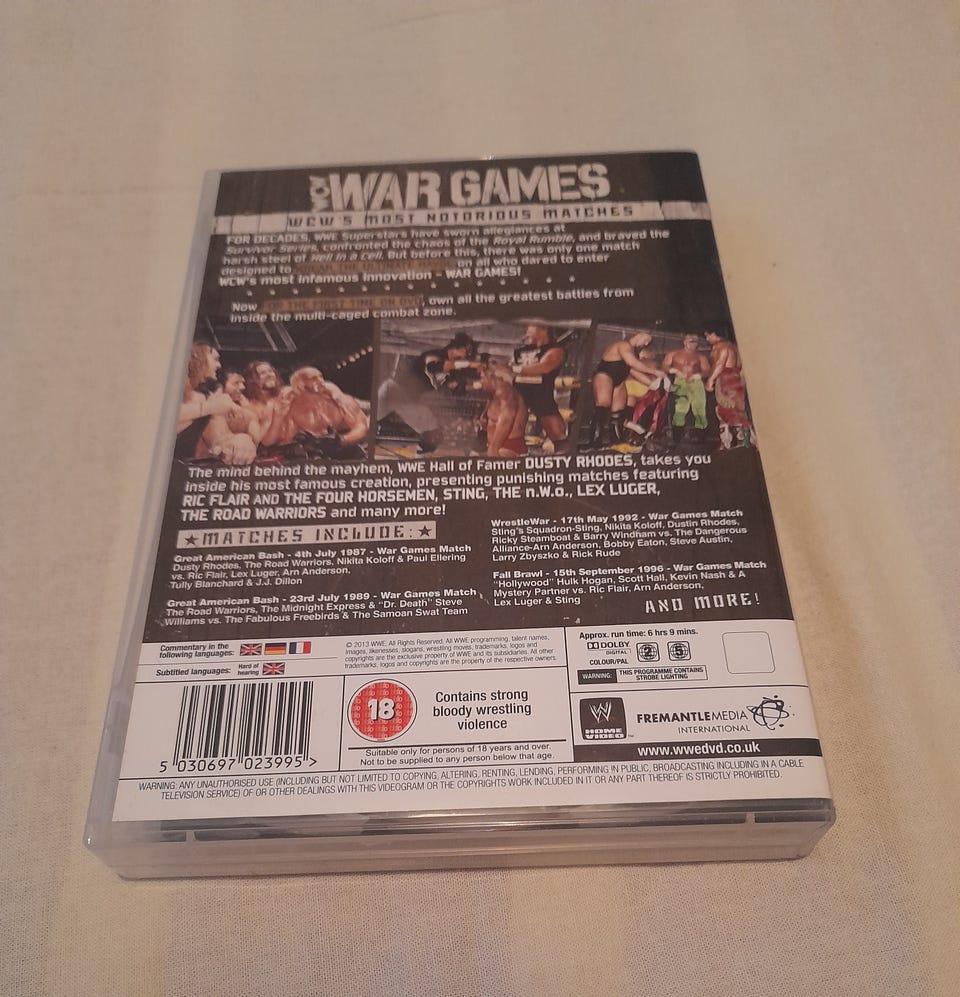 WCW WAR GAMES
WCW'S MOST NOTORIOUS MATCHES
FOR DECADES, WWE Superstars have sworn allegiances at
Survivor Series, confronted the chaos of the Royal Rumble, and braved the
harsh steel of Hell in a Cell. But before this, there was only one match
designed to on all who dared to enter
WCW's most infamous innovation - WAR GAMES!
Now FOR THE FIRST TIME ON DVD, own all the greatest battles from
inside the multi-caged combat zone.
The mind behind the mayhem, WWE Hall of Famer DUSTY RHODES, takes you
inside his most famous creation, presenting punishing matches featuring
RIC FLAIR AND THE FOUR HORSEMEN, STING, THE n.W.o., LEX LUGER,
THE ROAD WARRIORS and many more!
★MATCHES INCLUDE:★
Great American Bash - 4th July 1987 - War Games Match
Dusty Rhodes, The Road Warriors, Nikita Koloff & Paul Ellering
vs. Ric Flair, Lex Luger, Arn Anderson,
Tully Blanchard & J.J. Dillon
Great American Bash - 23rd July 1989 - War Games Match
The Road Warriors, The Midnight Express & "Dr. Death" Steve
Williams vs. The Fabulous Freebirds & The Samoan Swat Team
WrestleWar - 17th May 1992 - War Games Match
Sting's Squadron-Sting, Nikita Koloff, Dustin Rhodes,
Ricky Steamboat & Barry Windham vs. The Dangerous
Alliance-Arn Anderson, Bobby Eaton, Steve Austin,
Larry Zbyszko & Rick Rude
Fall Brawl - 15th September 1996 - War Games Match
"Hollywood" Hulk Hogan, Scott Hall, Kevin Nash & A
Mystery Partner vs. Ric Flair, Arn Anderson,
Lex Luger & Sting
AND MORE!
Commentary in the
following languages:
Subtitled languages:
Hard of
hearing
© 2013 WWE. All Rights Reserved. All WWE programming, talent names,
images, likenesses, slogans, wrestling moves, trademarks, logos and
copyrights are the exclusive property of WWE and its subsidiaries. All other
trademarks, logos and copyrights are the property of the respective owners.
Approx. run time: 6 hrs 9 mins.
DOLBY
DIGITAL
COLOUR/PAL
2 5
WARNING: THIS PROGRAMME CONTAINS
STROBE LIGHTING
5 030697 023995 >
18
Contains strong
bloody wrestling
violence
Suitable only for persons of 18 years and over.
Not to be supplied to any person below that age.
W
HOME
VIDEO
FREMANTLEMEDIA
INTERNATIONAL
www.wwedvd.co.uk
WARNING: ANY UNAUTHORISED USE (INCLUDING BUT NOT LIMITED TO COPYING, ALTERING, RENTING, LENDING, PERFORMING IN PUBLIC, BROADCASTING INCLUDING IN A CABLE
TELEVISION SERVICE) OF OR OTHER DEALINGS WITH THIS VIDEOGRAM OR THE COPYRIGHTS WORK INCLUDED IN IT OR ANY PART THEREOF IS STRICTLY PROHIBITED.